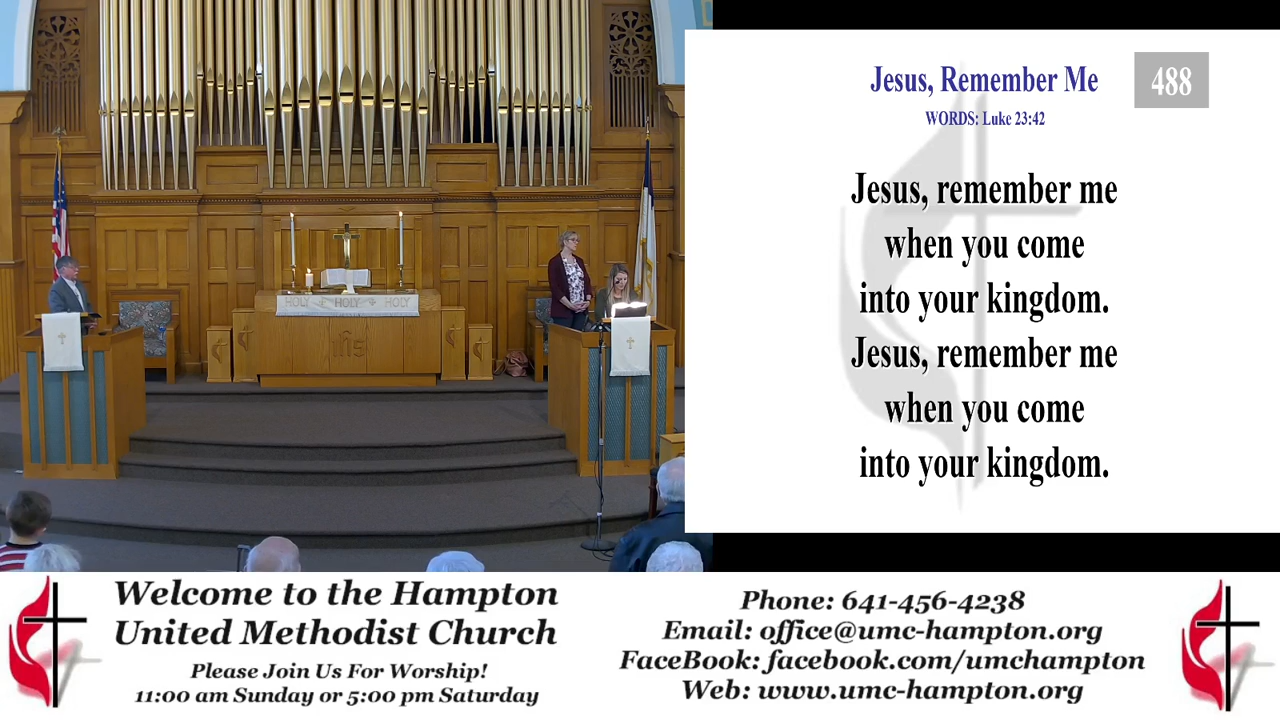 Jesus, Remember Me
488
WORDS: Luke 23:42
Jesus, remember me
when you come
into your kingdom.
Jesus, remember me
when you come
into your kingdom.
HOLY HOLY HOLY
IHS
Welcome to the Hampton
United Methodist Church
Please Join Us For Worship!
11:00 am Sunday or 5:00 pm Saturday
Phone: 641-456-4238
Email: office@umc-hampton.org
FaceBook: facebook.com/umchampton
Web: www.umc-hampton.org